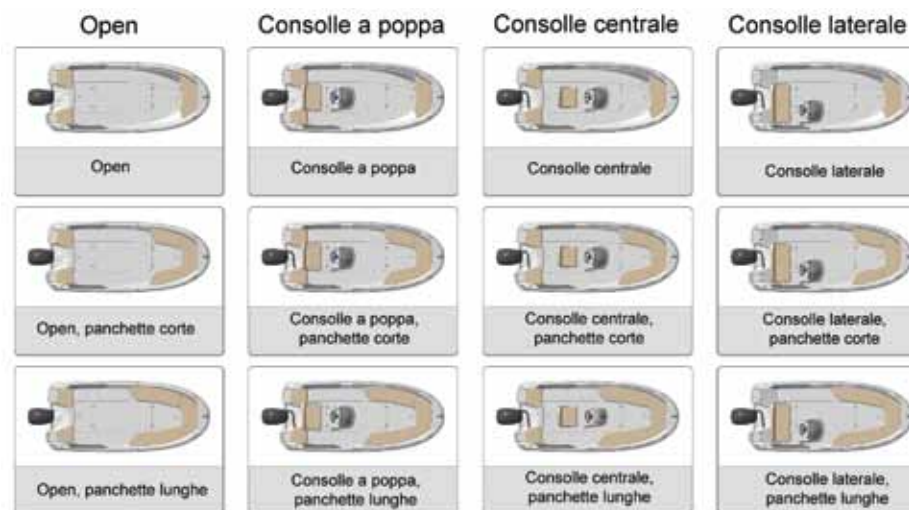 Open
Consolle a poppa
Consolle centrale
Consolle laterale
Open
Consolle a poppa
Consolle centrale
Consolle laterale
Open, panchette corte
Consolle a poppa,
panchette corte
Consolle centrale,
panchette corte
Consolle laterale,
panchette corte
Open, panchette lunghe
Consolle a poppa,
panchette lunghe
Consolle centrale,
panchette lunghe
Consolle laterale,
panchette lunghe